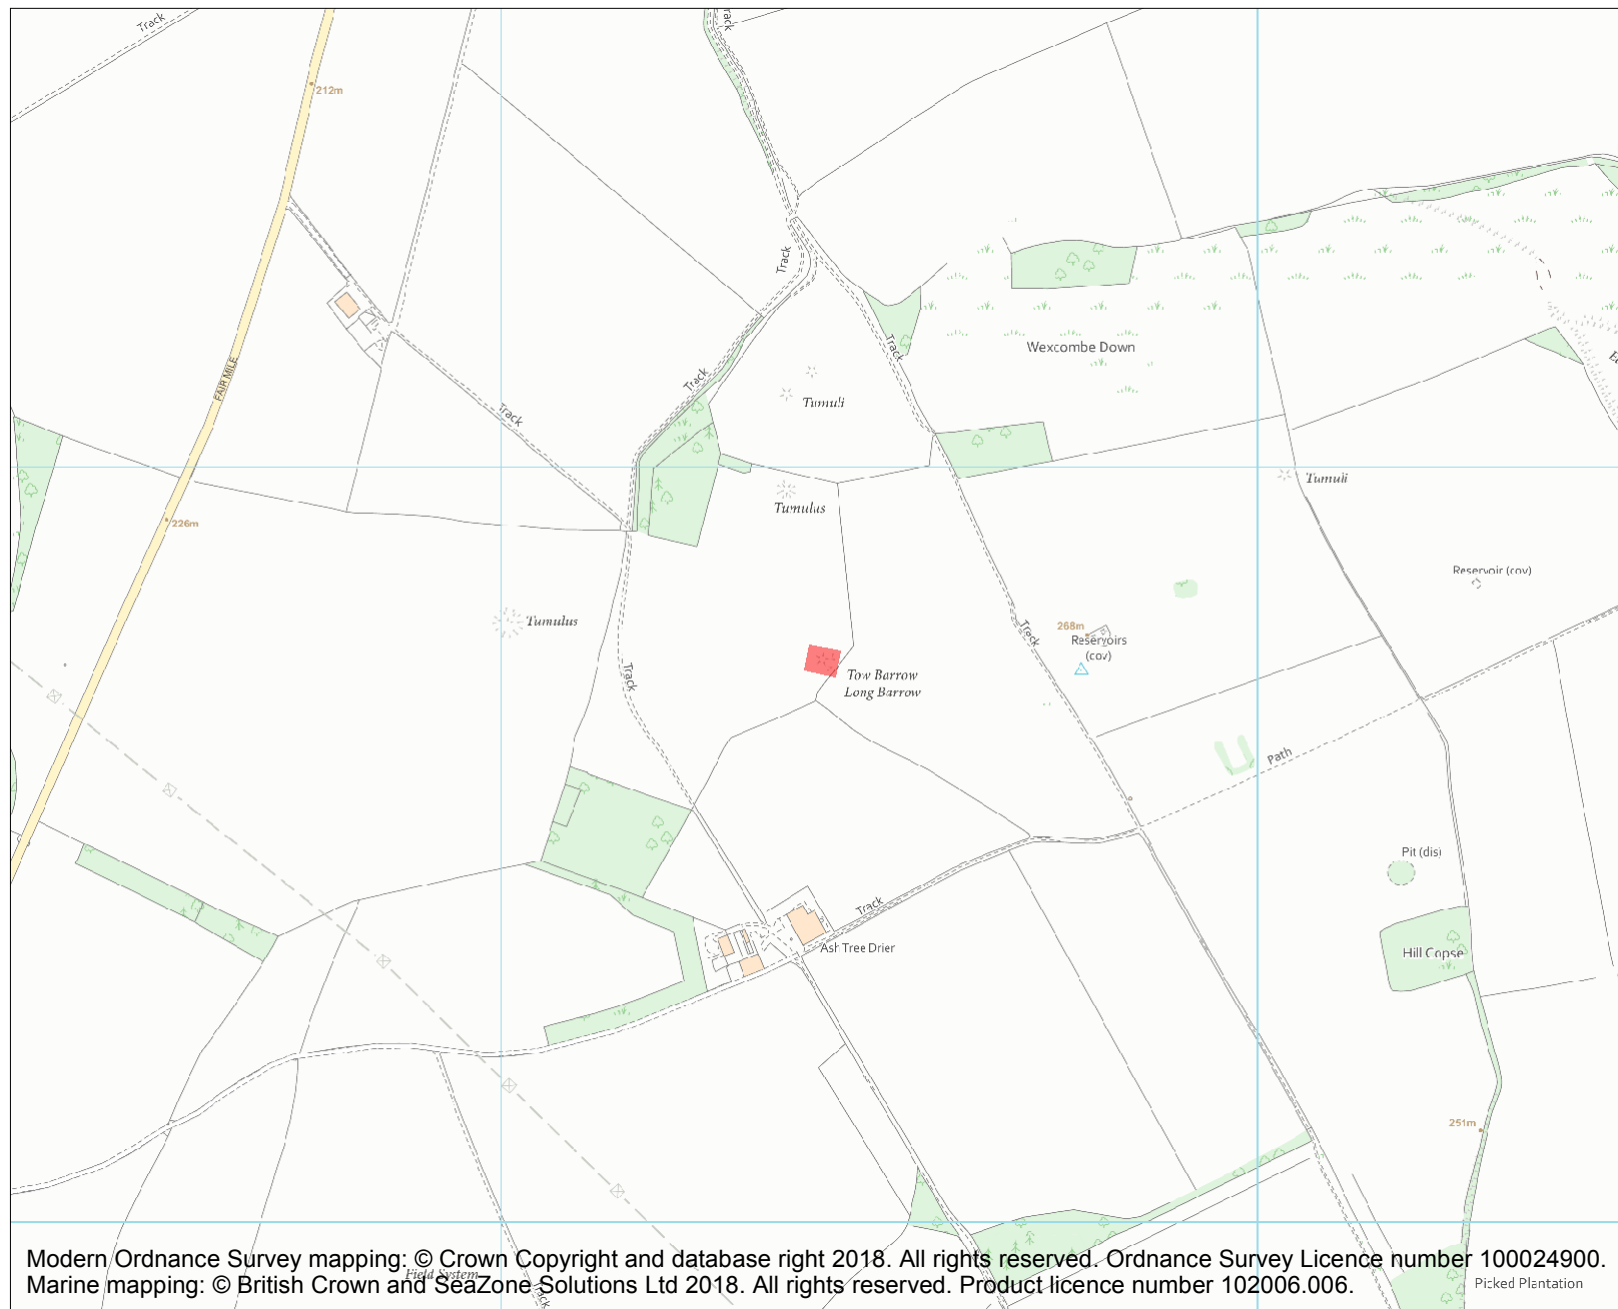 Track
Track
212m
Track
FAIR MILE
Track
Track
Track
Wexcombe Down
Tumuli
Tumuli
226m
Tumulus
Reservoir (cov)
Tumulus
268m
Track
Reservoirs
(cov)
Track
Tow Barrow
Long Barrow
Path
Pit (dis)
Track
Ash Tree Drier
Hill Copse
251m
Modern Ordnance Survey mapping: © Crown Copyright and database right 2018. All rights reserved. Ordnance Survey Licence number 100024900.
Field System
Marine mapping: © British Crown and SeaZone Solutions Ltd 2018. All rights reserved. Product licence number 102006.006.
Picked Plantation
Track